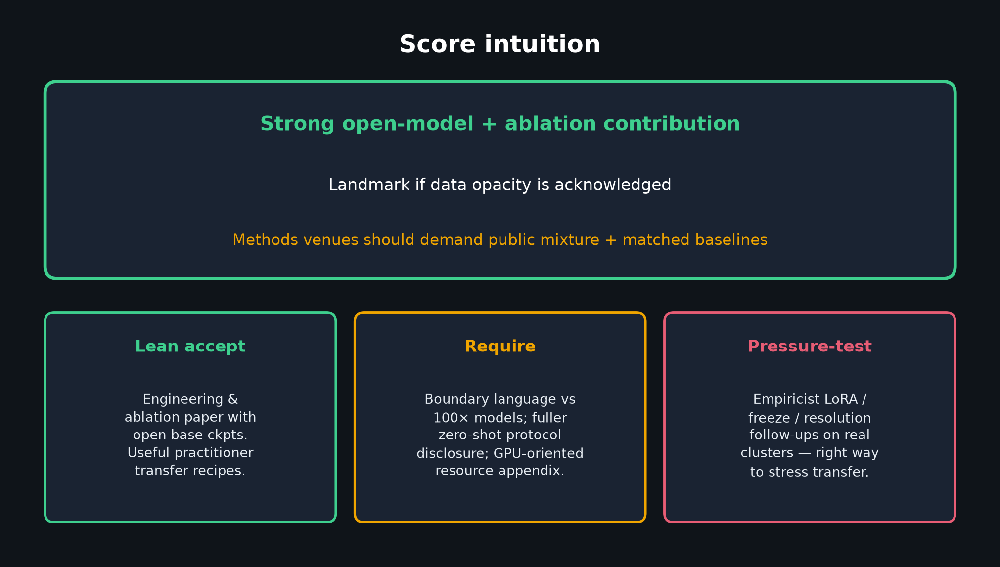 Score intuition
Strong open-model + ablation contribution
Landmark if data opacity is acknowledged
Methods venues should demand public mixture + matched baselines
Lean accept
Engineering &
ablation paper with
open base ckpts.
Useful practitioner
transfer recipes.
Require
Boundary language vs
100× models; fuller
zero-shot protocol
disclosure; GPU-oriented
resource appendix.
Pressure-test
Empiricist LoRA /
freeze / resolution
follow-ups on real
clusters — right way
to stress transfer.